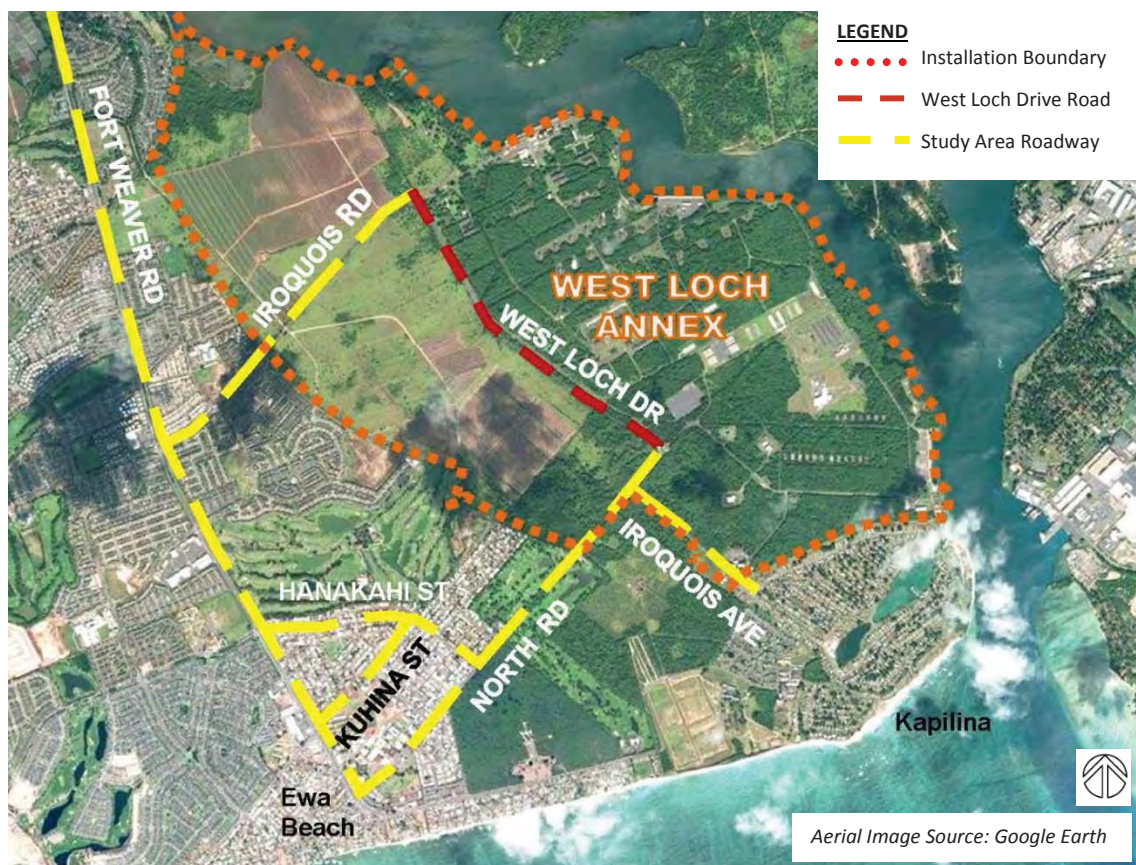 LEGEND
Installation Boundary
West Loch Drive Road
Study Area Roadway
FORT WEAVER RD
IROQUOIS RD
WEST LOCH
ANNEX
WEST LOCH DR
IROQUOIS AVE
HANAKAHI ST
KUHINA ST
NORTH RD
Kapilina
Ewa
Beach
Aerial Image Source: Google Earth